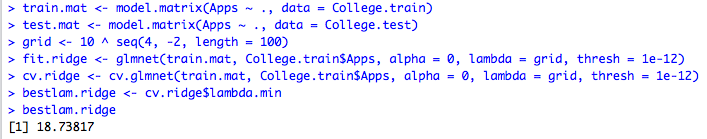 > train.mat <- model.matrix(Apps ~ ., data = College.train)
> test.mat <- model.matrix(Apps ~ ., data = College.test)
> grid <- 10 ^ seq(4, -2, length = 100)
> fit.ridge <- glmnet(train.mat, College.train$Apps, alpha = 0, lambda = grid, thresh = 1e-12)
> cv.ridge <- cv.glmnet(train.mat, College.train$Apps, alpha = 0, lambda = grid, thresh = 1e-12)
> bestlam.ridge <- cv.ridge$lambda.min
> bestlam.ridge
[1] 18.73817